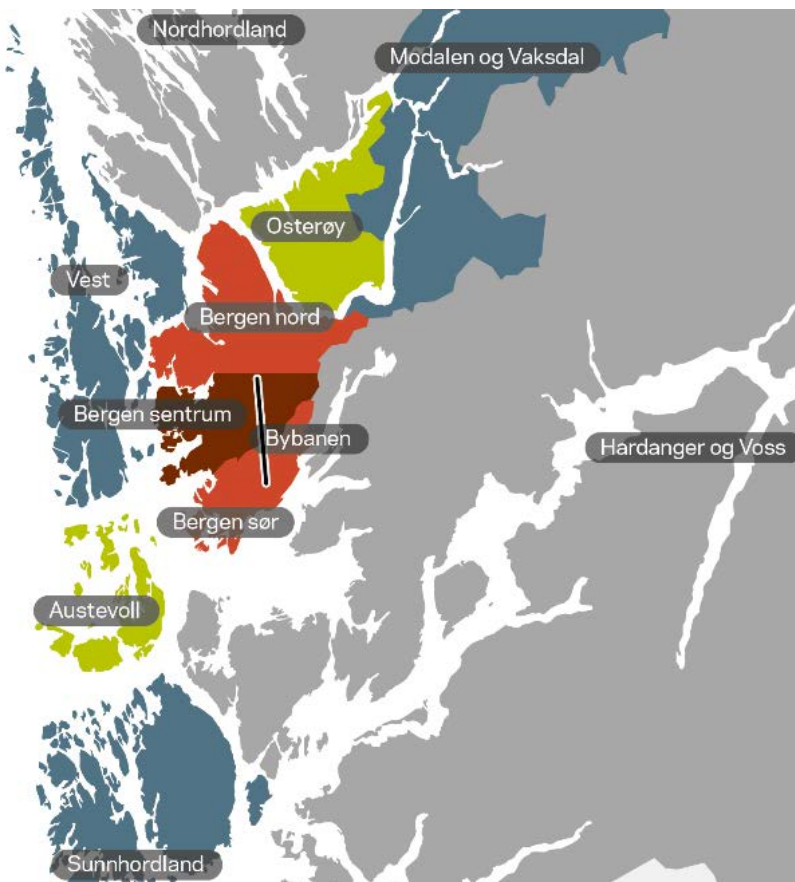 Nordhordland
Modalen og Vaksdal
Osterøy
Vest
Bergen nord
Bergen sentrum
Bybanen
Hardanger og Voss
Bergen sør
Austevoll
Sunnhordland